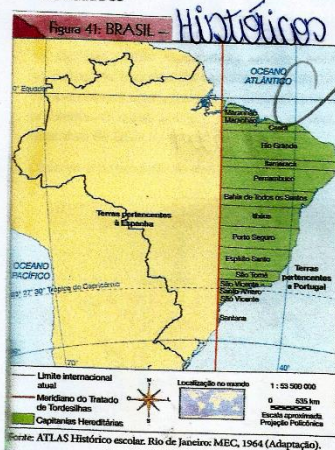 Figura 41: BRASIL – Históricos
OCEANO
ATLÂNTICO
0° Equador
Maranhão
Maranhão
Ceará
Rio Grande
Itamaracá
Pernambuco
Bahia de Todos os Santos
Ilhéus
Porto Seguro
Espírito Santo
São Tomé
São Vicente
Santo Amaro
São Vicente
Santana
Terras pertencentes
à Espanha
Terras
pertencentes
a Portugal
OCEANO
PACÍFICO
Trópico de Capricórnio
70°
40°
Limite internacional
atual
Meridiano do Tratado
de Tordesilhas
Capitanias Hereditárias
Localização no mundo
1 : 53 500 000
0 535 km
Escala aproximada
Projeção Policônica
Fonte: ATLAS Histórico escolar. Rio de Janeiro: MEC, 1964 (Adaptação).